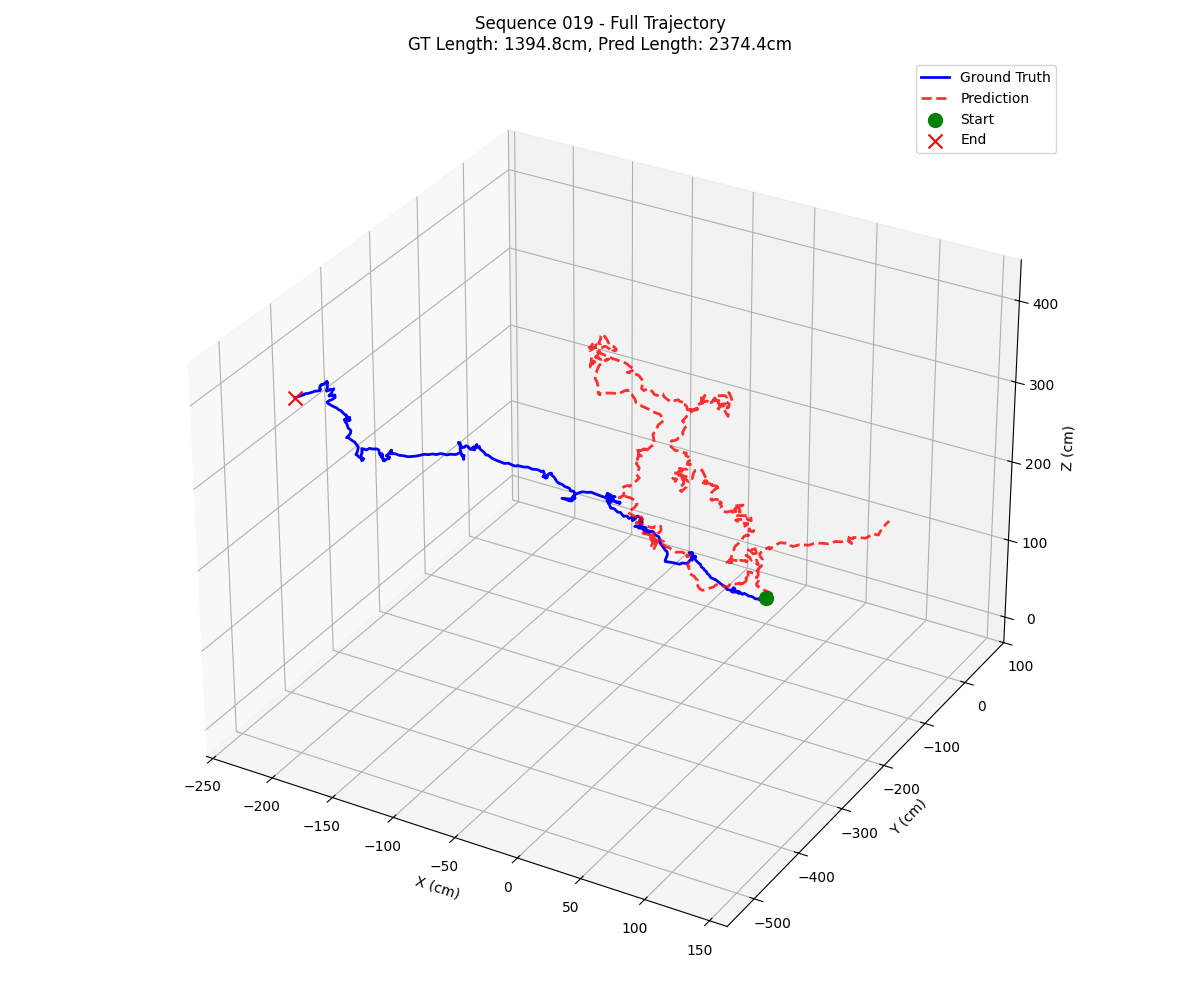 Sequence 019 - Full Trajectory
GT Length: 1394.8cm, Pred Length: 2374.4cm
Ground Truth
Prediction
Start
End
400
300
200
100
0
Z (cm)
100
0
−100
−200
−300
−400
−500
Y (cm)
−250
−200
−150
−100
−50
0
50
100
150
X (cm)